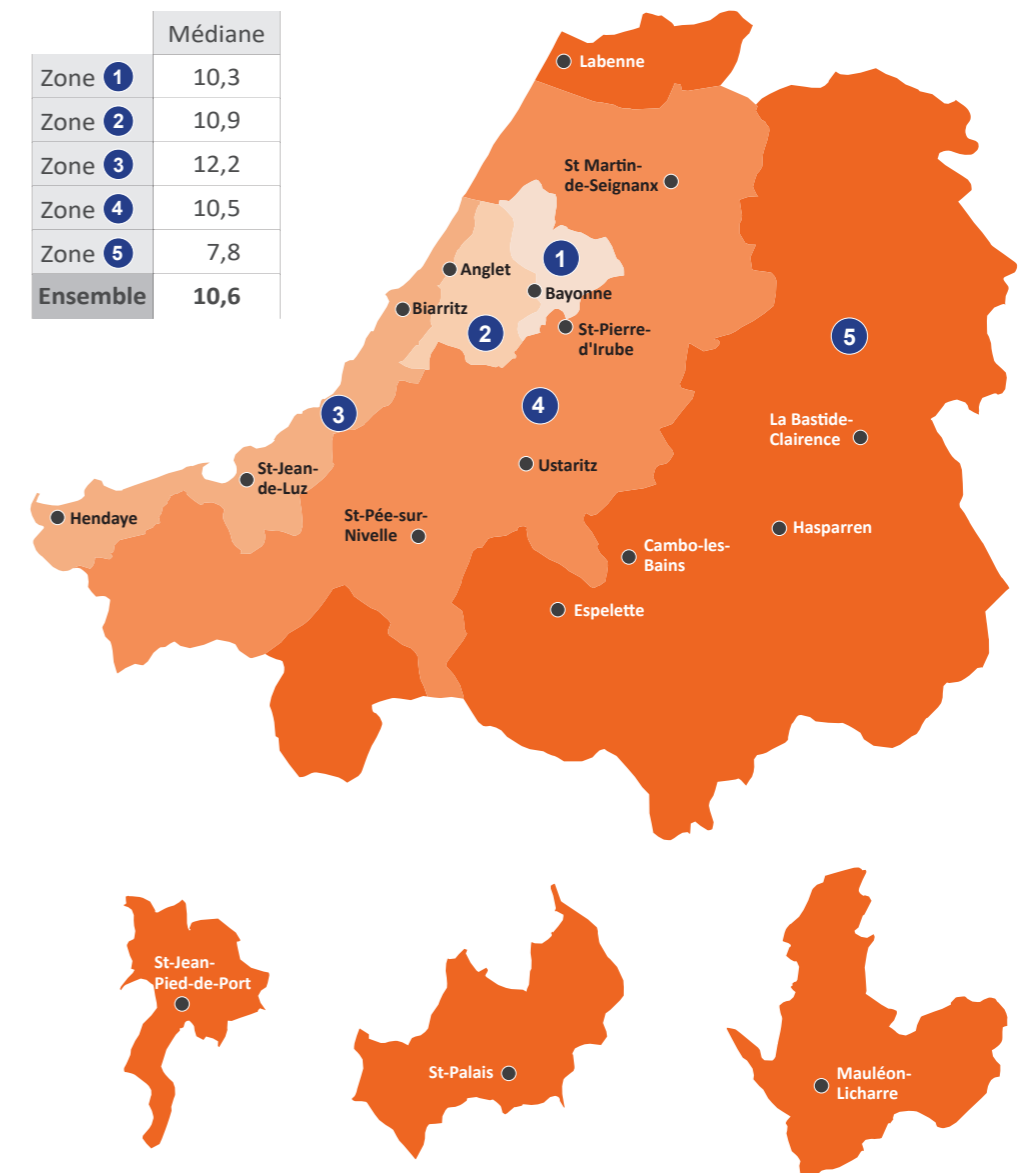 Médiane
Zone 1 10,3
Zone 2 10,9
Zone 3 12,2
Zone 4 10,5
Zone 5 7,8
Ensemble 10,6
Labenne
St Martin-
de-Seignanx
1
Anglet
Bayonne
Biarritz
2
St-Pierre-
d'Irube
5
3
4
La Bastide-
Clairence
Ustaritz
St-Jean-
de-Luz
Hendaye
St-Pée-sur-
Nivelle
Hasparren
Cambo-les-
Bains
Espelette
St-Jean-
Pied-de-Port
St-Palais
Mauléon-
Licharre